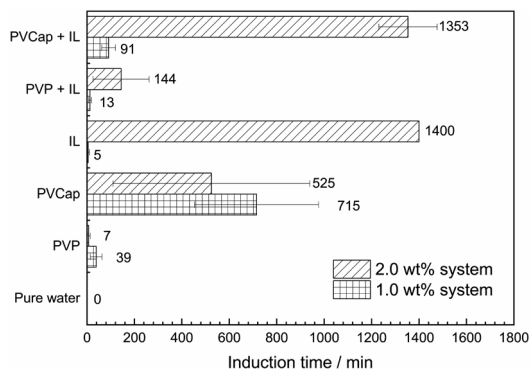 PVCap + IL
1353
91
PVP + IL
144
13
IL
1400
5
PVCap
525
715
PVP
7
39
2.0 wt% system
1.0 wt% system
Pure water
0
0 200 400 600 800 1000 1200 1400 1600 1800
Induction time / min